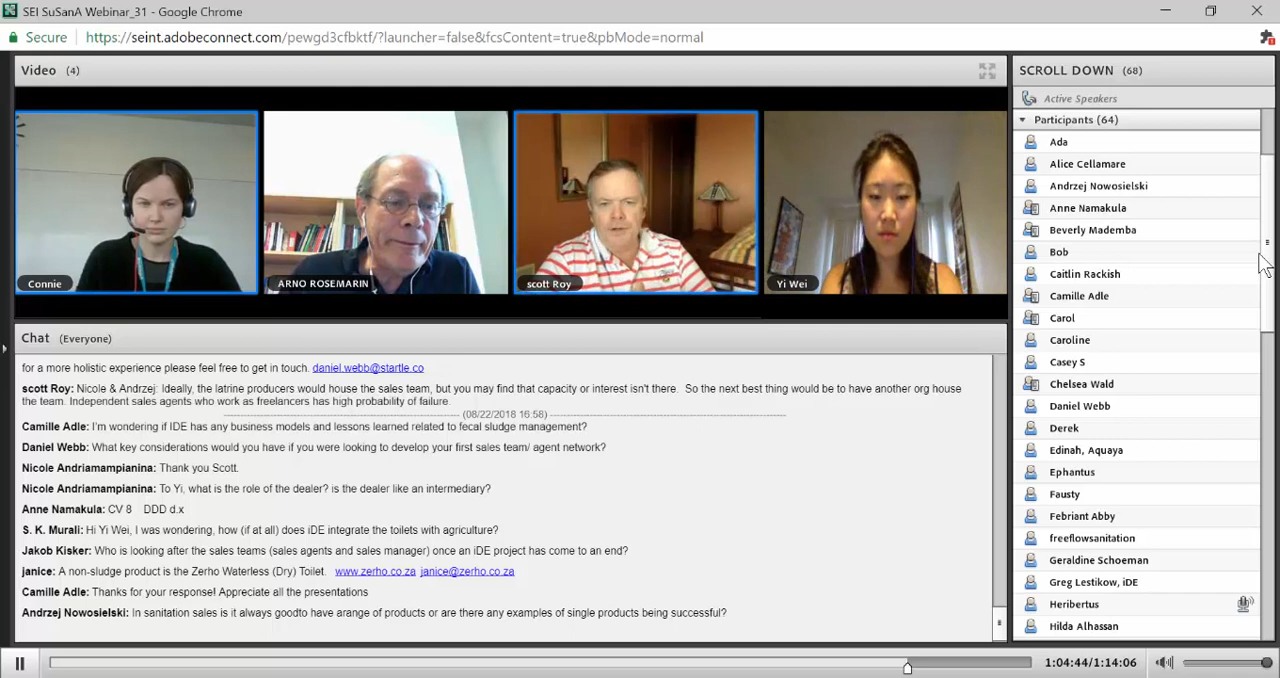 SEI SuSanA Webinar_31 - Google Chrome
Secure https://seint.adobeconnect.com/pewgd3cfbktf/?launcher=false&fcsContent=true&pbMode=normal
Video (4)
Connie
ARNO ROSEMARIN
scott Roy
Yi Wei
Chat (Everyone)
for a more holistic experience please feel free to get in touch. daniel.webb@startle.co
scott Roy: Nicole & Andrzej: Ideally, the latrine producers would house the sales team, but you may find that capacity or interest isn't there. So the next best thing would be to have another org house
the team. Independent sales agents who work as freelancers has high probability of failure.
(08/22/2018 16:58)
Camille Adle: I'm wondering if IDE has any business models and lessons learned related to fecal sludge management?
Daniel Webb: What key considerations would you have if you were looking to develop your first sales team/ agent network?
Nicole Andriamampianina: Thank you Scott.
Nicole Andriamampianina: To Yi, what is the role of the dealer? is the dealer like an intermediary?
Anne Namakula: CV 8 DDD d.x
S. K. Murali: Hi Yi Wei, I was wondering, how (if at all) does iDE integrate the toilets with agriculture?
Jakob Kisker: Who is looking after the sales teams (sales agents and sales manager) once an iDE project has come to an end?
janice: A non-sludge product is the Zerho Waterless (Dry) Toilet. www.zerho.co.za janice@zerho.co.za
Camille Adle: Thanks for your response! Appreciate all the presentations
Andrzej Nowosielski: In sanitation sales is it always goodto have arange of products or are there any examples of single products being successful?
SCROLL DOWN (68)
Active Speakers
Participants (64)
Ada
Alice Cellamare
Andrzej Nowosielski
Anne Namakula
Beverly Mademba
Bob
Caitlin Rackish
Camille Adle
Carol
Caroline
Casey S
Chelsea Wald
Daniel Webb
Derek
Edinah, Aquaya
Ephantus
Fausty
Febriant Abby
freeflowsanitation
Geraldine Schoeman
Greg Lestikow, iDE
Heribertus
Hilda Alhassan
1:04:44/1:14:06